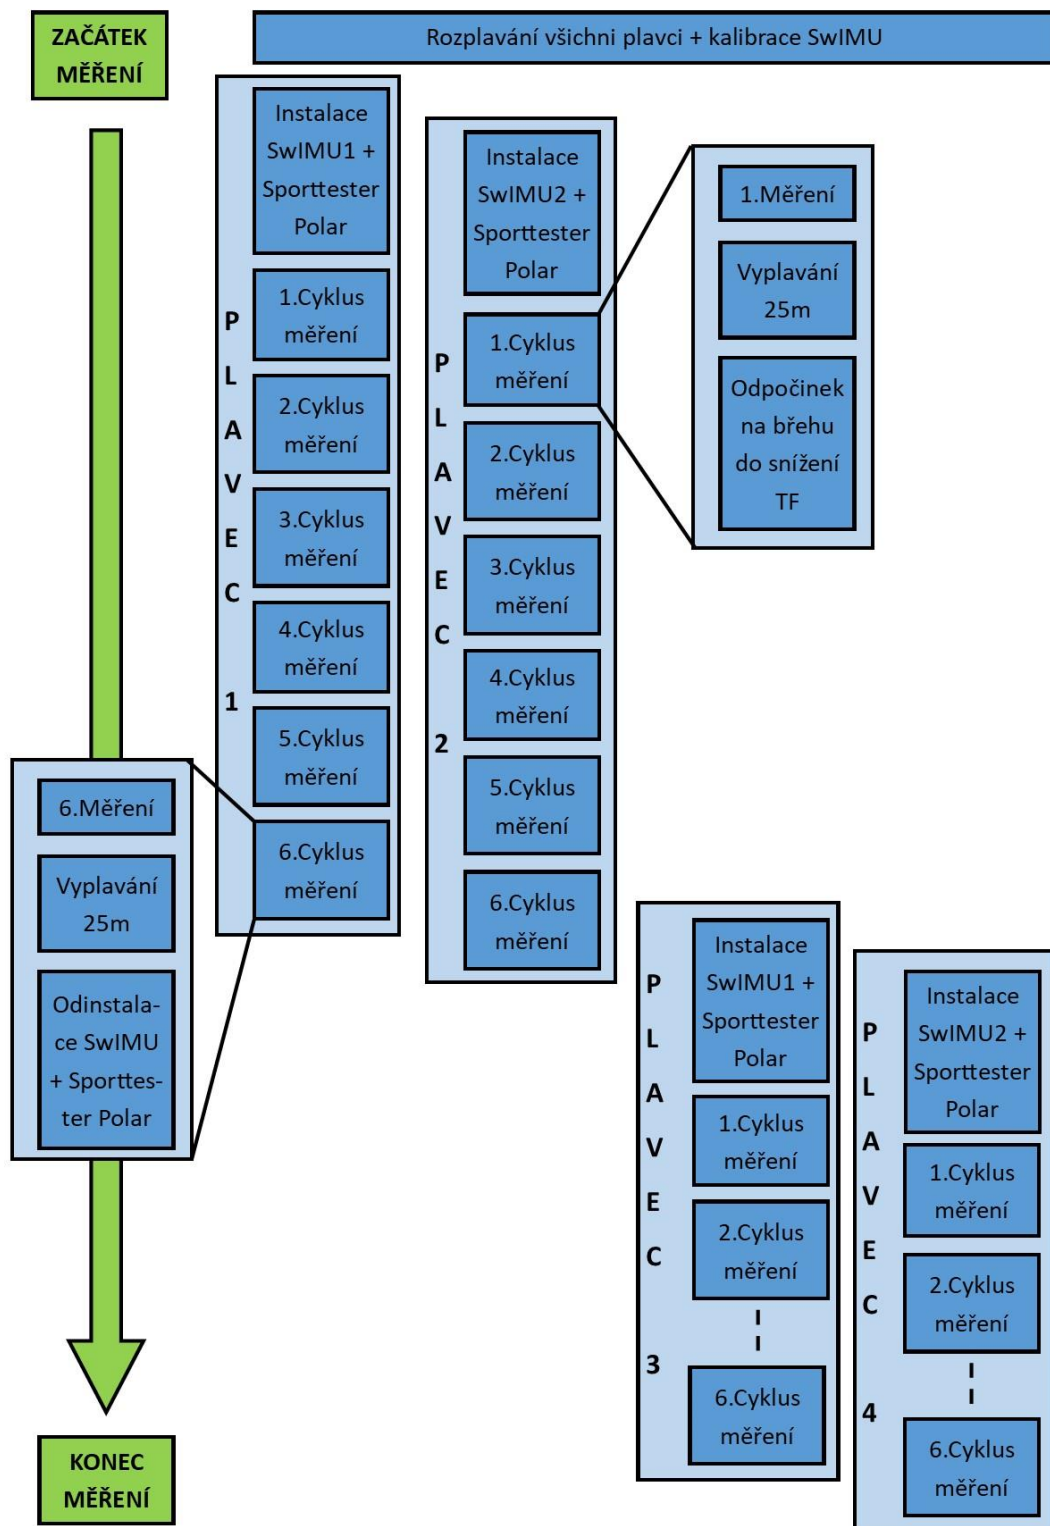 ZAČÁTEK
MĚŘENÍ
Rozplavání všichni plavci + kalibrace SwIMU
PLAVEC 1
Instalace
SwIMU1 +
Sporttester
Polar
1.Cyklus
měření
2.Cyklus
měření
3.Cyklus
měření
4.Cyklus
měření
5.Cyklus
měření
6.Cyklus
měření
6.Měření
Vyplavání
25m
Odinstala-
ce SwIMU
+ Sporttes-
ter Polar
PLAVEC 2
Instalace
SwIMU2 +
Sporttester
Polar
1.Cyklus
měření
2.Cyklus
měření
3.Cyklus
měření
4.Cyklus
měření
5.Cyklus
měření
6.Cyklus
měření
1.Měření
Vyplavání
25m
Odpočinek
na břehu
do snížení
TF
PLAVEC 3
Instalace
SwIMU1 +
Sporttester
Polar
1.Cyklus
měření
2.Cyklus
měření
6.Cyklus
měření
PLAVEC 4
Instalace
SwIMU2 +
Sporttester
Polar
1.Cyklus
měření
2.Cyklus
měření
6.Cyklus
měření
KONEC
MĚŘENÍ